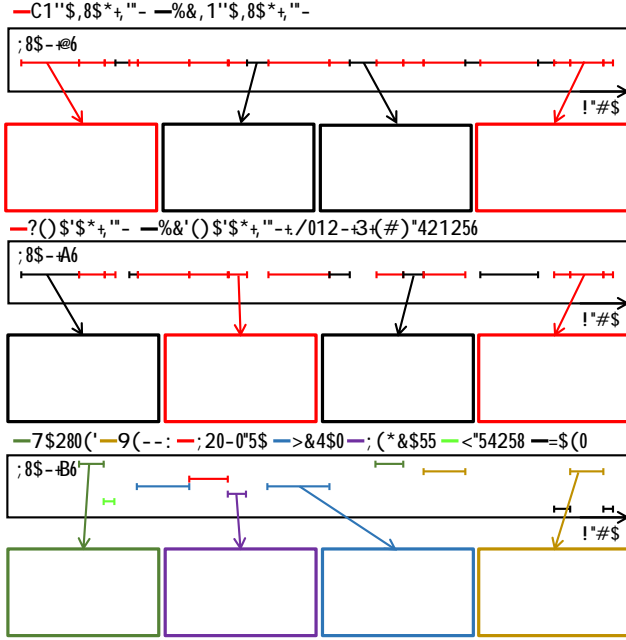 C1"$,8$*+,'"- %&,1"$,8$*+,'"-
;8$-+@6
!"#$
?()$'$*+,'"- %&'()$'$*+,'"-+./012-+3+(#)"421256
;8$-+A6
!"#$
7$280(' 9(--: ;20-0"5$ >&4$0 ;(*&$55 <"54258 =$(0
;8$-+B6
!"#$